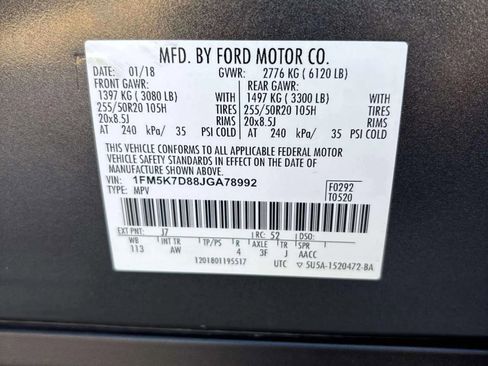 MFD. BY FORD MOTOR CO.
DATE: 01/18 GVWR: 2776 KG ( 6120 LB)
FRONT GAWR: REAR GAWR:
1397 KG ( 3080 LB) WITH 1497 KG ( 3300 LB) WITH
255/50R20 105H TIRES 255/50R20 105H TIRES
20x8.5J RIMS 20x8.5J RIMS
AT 240 kPa/ 35 PSI COLD AT 240 kPa/ 35 PSI COLD
THIS VEHICLE CONFORMS TO ALL APPLICABLE FEDERAL MOTOR
VEHICLE SAFETY STANDARDS IN EFFECT ON THE DATE OF
MANUFACTURE SHOWN ABOVE.
VIN: 1FM5K7D88JGA78992 F0292
TYPE: MPV T0520
EXT PNT: J7 RC: 52 DSO:
WB INT TR TP/PS R AXLE TR SPR
113 AW 4 3F J AACC
1201801195517 UTC ▽ 5U5A-1520472-BA